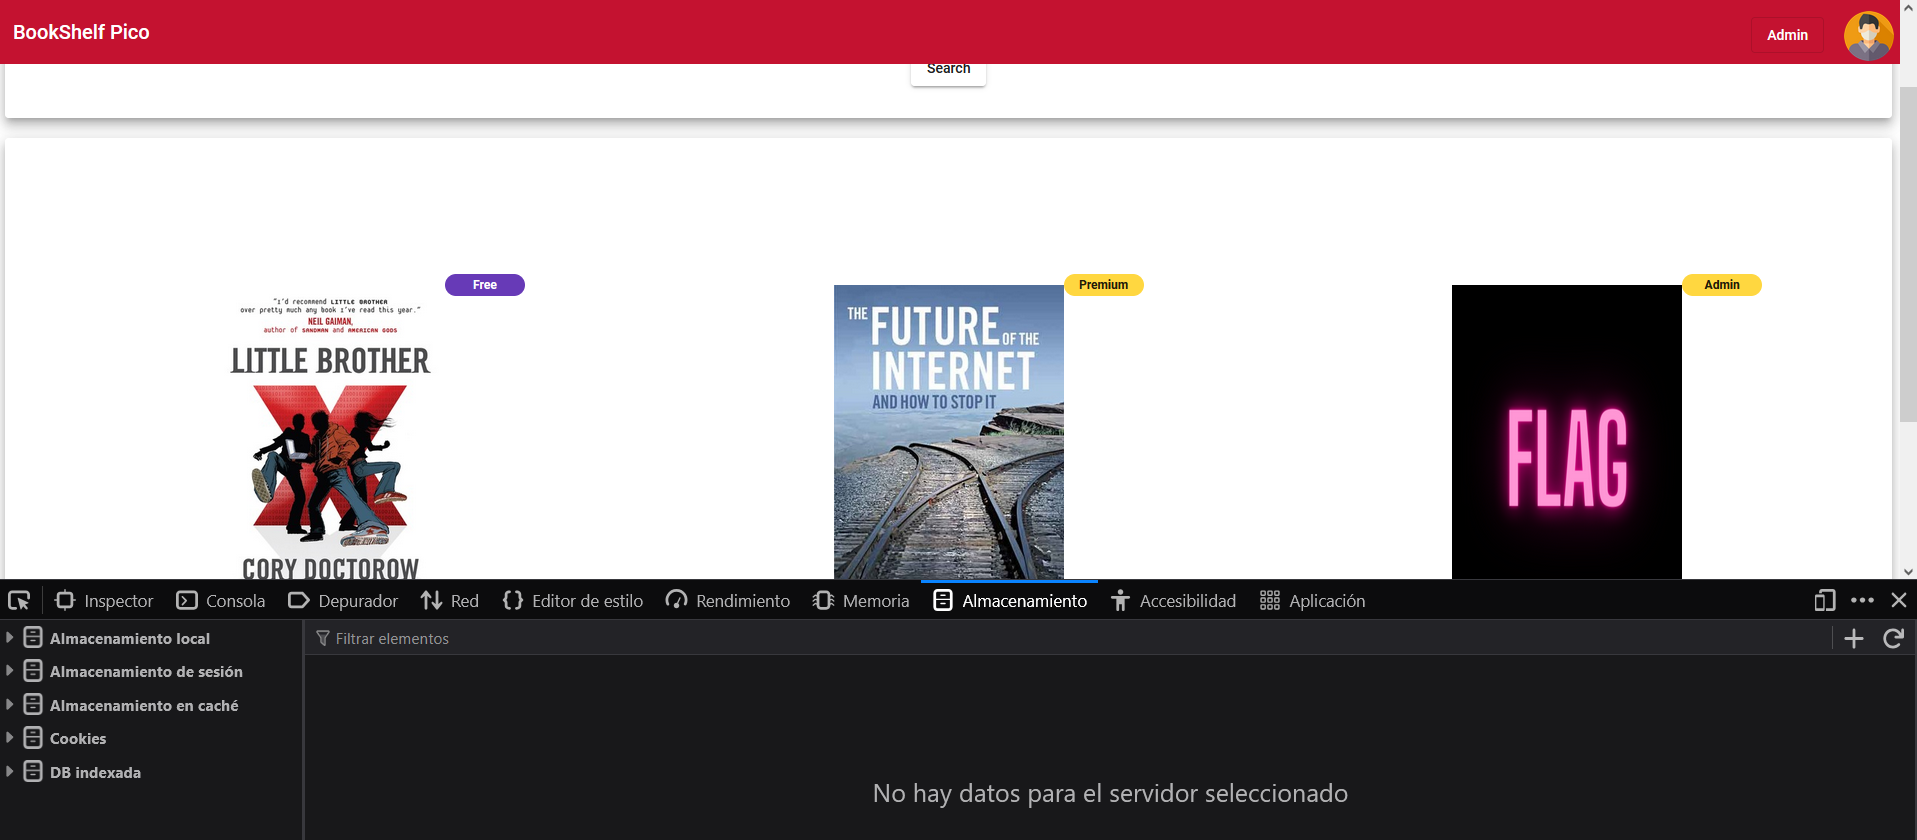 BookShelf Pico
Admin
Search
Free
Premium
Admin
"I'd recommend LITTLE BROTHER
over pretty much any book I've read this year."
NEIL GAIMAN,
author of SANDMAN and AMERICAN GODS
LITTLE BROTHER
CORY DOCTOROW
THE FUTURE OF THE
INTERNET
AND HOW TO STOP IT
FLAG
Inspector
Consola
Depurador
Red
Editor de estilo
Rendimiento
Memoria
Almacenamiento
Accesibilidad
Aplicación
Almacenamiento local
Almacenamiento de sesión
Almacenamiento en caché
Cookies
DB indexada
Filtrar elementos
No hay datos para el servidor seleccionado